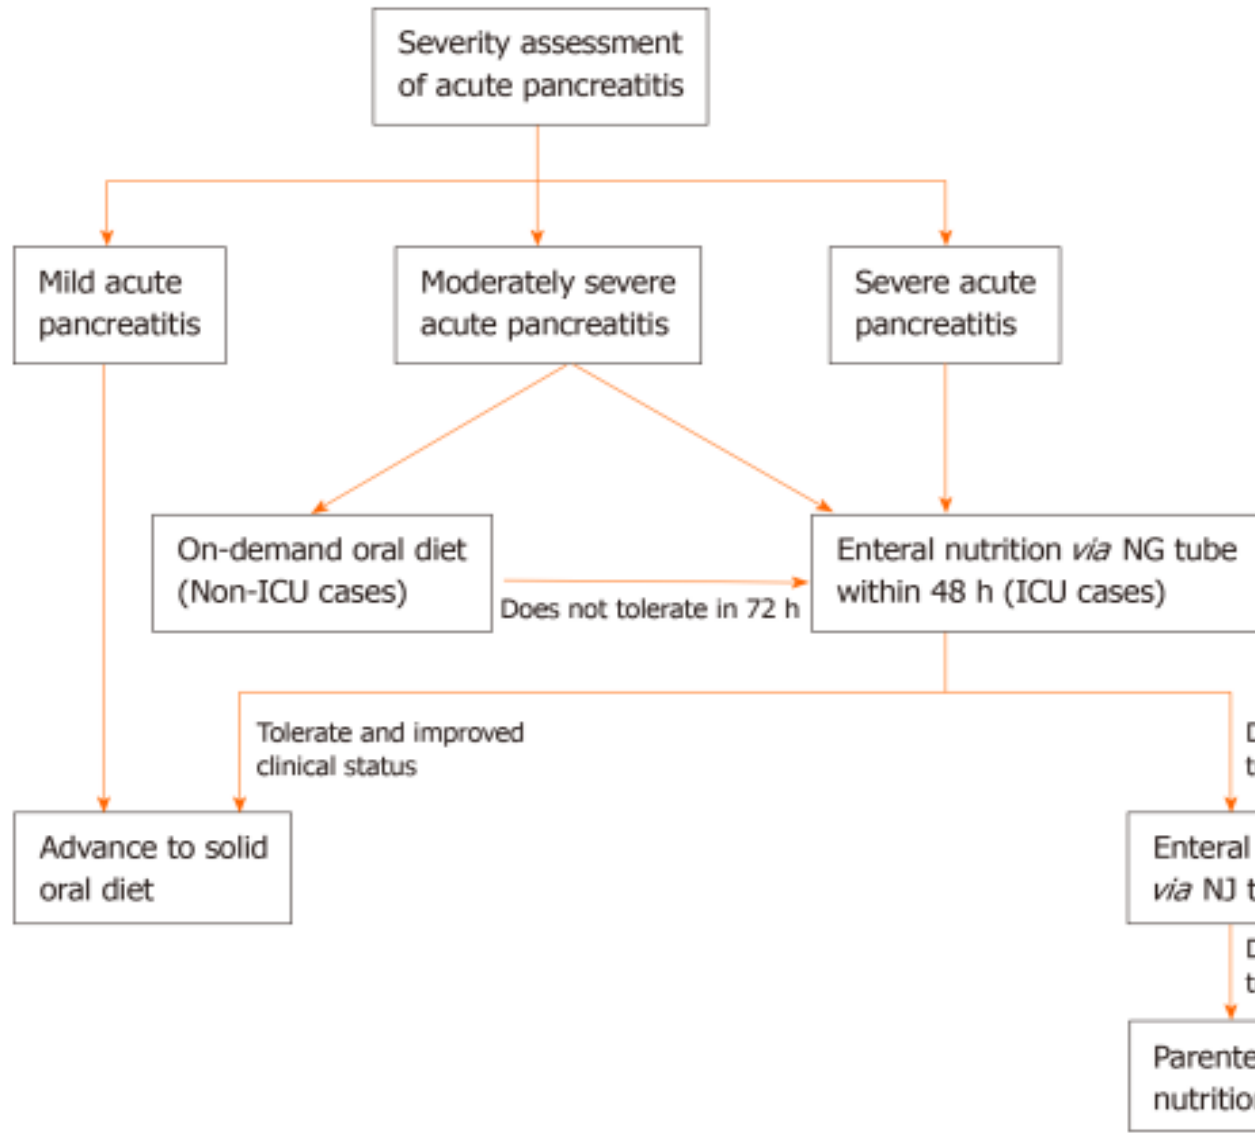 Severity assessment
of acute pancreatitis
Mild acute
pancreatitis
Moderately severe
acute pancreatitis
Severe acute
pancreatitis
On-demand oral diet
(Non-ICU cases)
Does not tolerate in 72 h
Enteral nutrition via NG tube
within 48 h (ICU cases)
Tolerate and improved
clinical status
Advance to solid
oral diet
Enteral
via NJ
nutrition